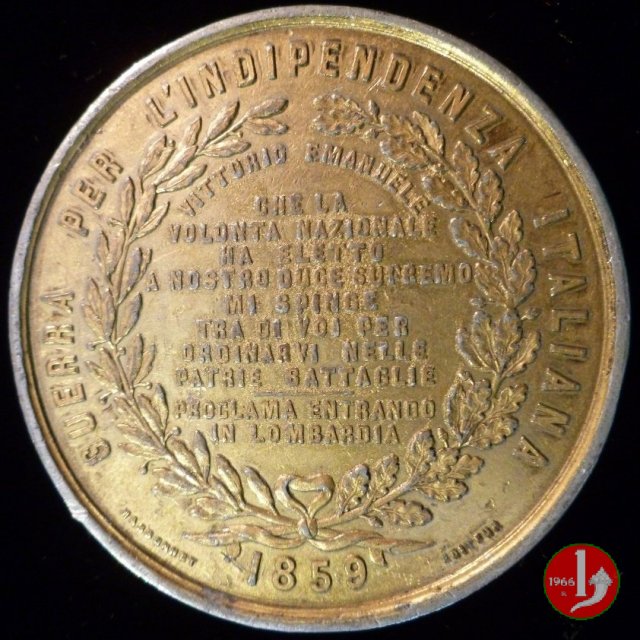 GUERRA PER L'INDIPENDENZA ITALIANA
VITTORIO EMANUELE
CHE LA
VOLONTA NAZIONALE
HA ELETTO
A NOSTRO DUCE SUPREMO
MI SPINGE
TRA DI VOI PER
ORDINARVI NELLE
PATRIE BATTAGLIE
PROCLAMA ENTRANDO
IN LOMBARDIA
1859
1966